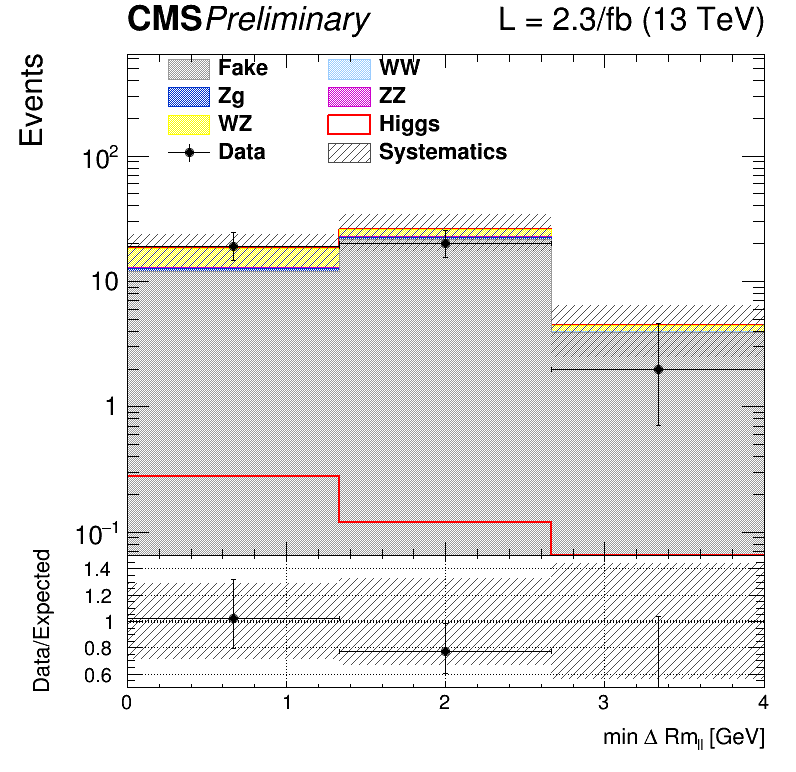 CMS Preliminary L = 2.3/fb (13 TeV)
Events
Fake WW
Zg ZZ
WZ Higgs
Data Systematics
10²
10
1
10⁻¹
Data/Expected
1.4
1.2
1
0.8
0.6
0 1 2 3 4
min Δ Rm_ll [GeV]